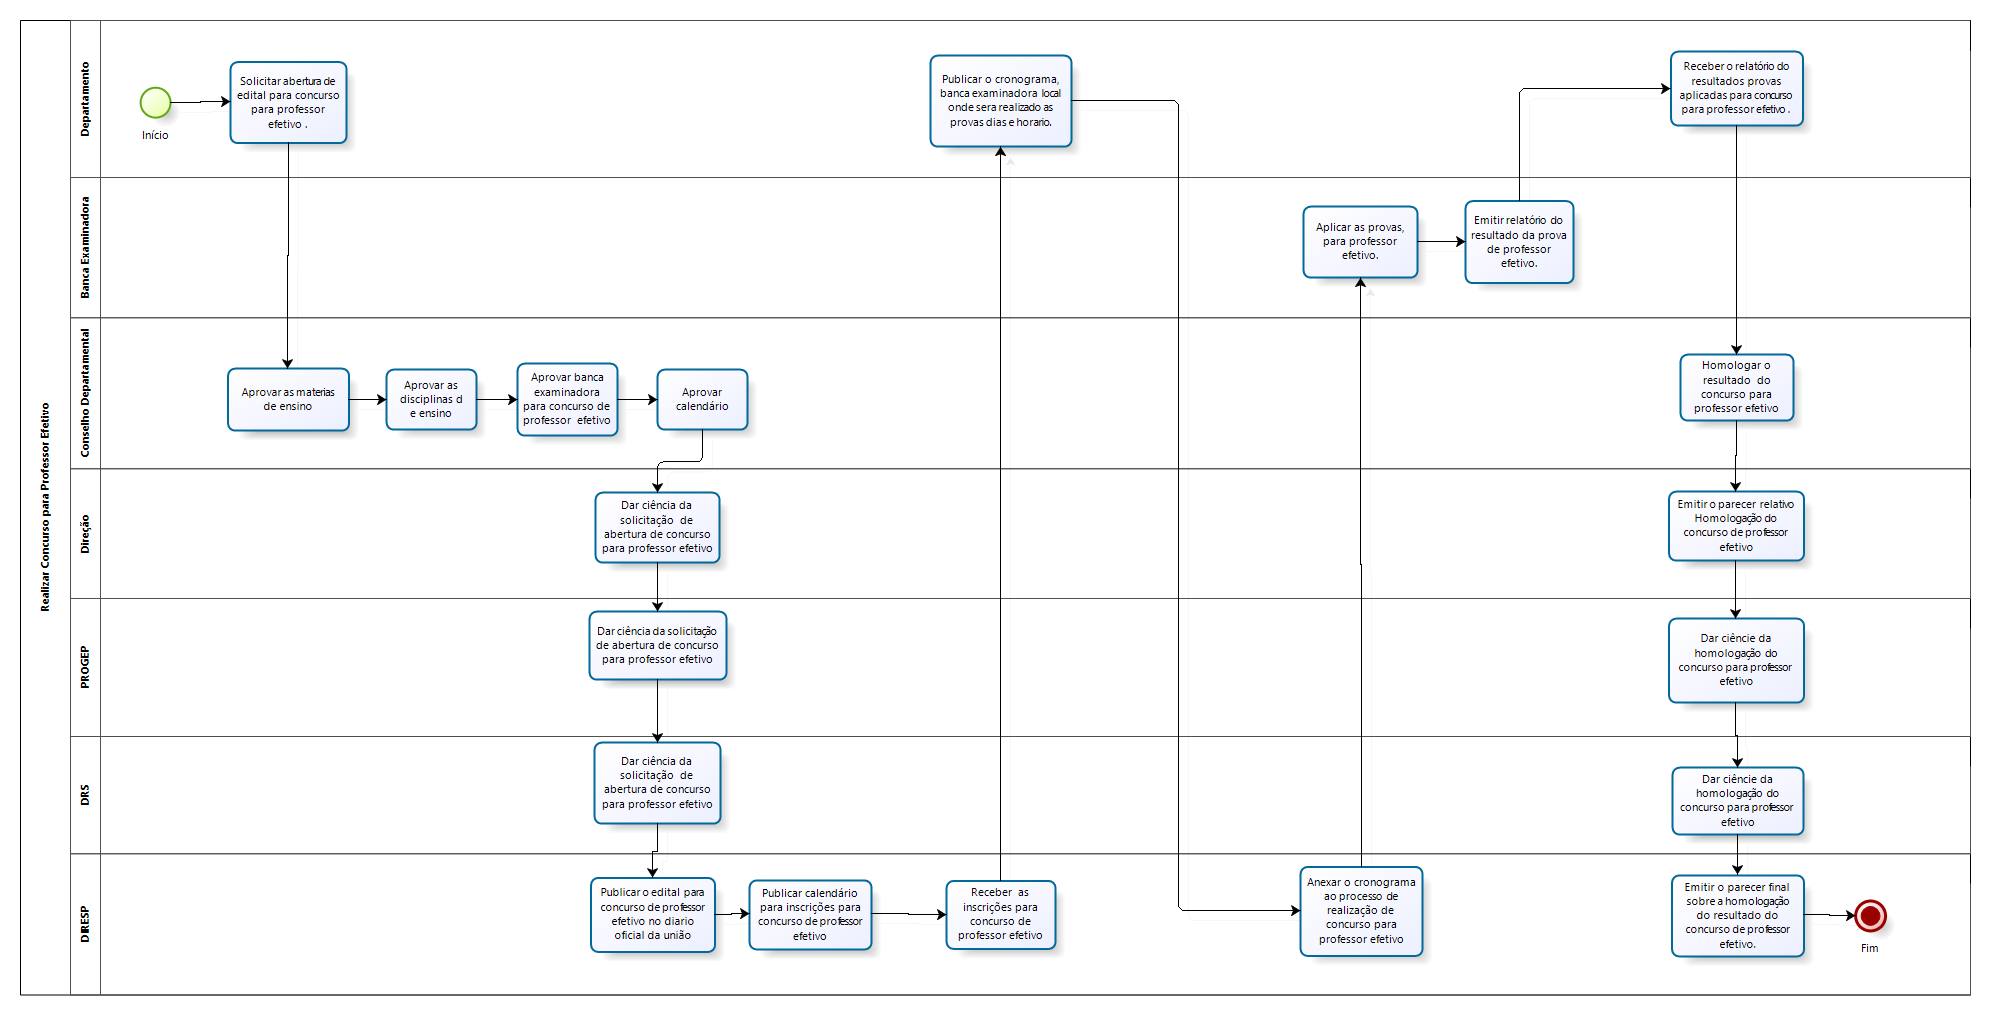 Realizar Concurso para Professor Efetivo
Departamento
Início
Solicitar abertura de
edital para concurso
para professor
efetivo .
Publicar o cronograma,
banca examinadora local
onde sera realizado as
provas dias e horario.
Receber o relatório do
resultados provas
aplicadas para concurso
para professor efetivo .
Banca Examinadora
Aplicar as provas,
para professor
efetivo.
Emitir relatório do
resultado da prova
de professor
efetivo.
Conselho Departamental
Aprovar as materias
de ensino
Aprovar as
disciplinas d
e ensino
Aprovar banca
examinadora
para concurso de
professor efetivo
Aprovar
calendário
Homologar o
resultado do
concurso para
professor efetivo
Direção
Dar ciência da
solicitação de
abertura de concurso
para professor efetivo
Emitir o parecer relativo
Homologação do
concurso de professor
efetivo
PROGEP
Dar ciência da solicitação
de abertura de concurso
para professor efetivo
Dar ciêncie da
homologação do
concurso para professor
efetivo
DRS
Dar ciência da
solicitação de
abertura de concurso
para professor efetivo
Dar ciêncie da
homologação do
concurso para professor
efetivo
DIRESP
Publicar o edital para
concurso de professor
efetivo no diario
oficial da união
Publicar calendário
para inscrições para
concurso de professor
efetivo
Receber as
inscrições para
concurso de
professor efetivo
Anexar o cronograma
ao processo de
realização de
concurso para
professor efetivo
Emitir o parecer final
sobre a homologação
do resultado do
concurso de professor
efetivo.
Fim